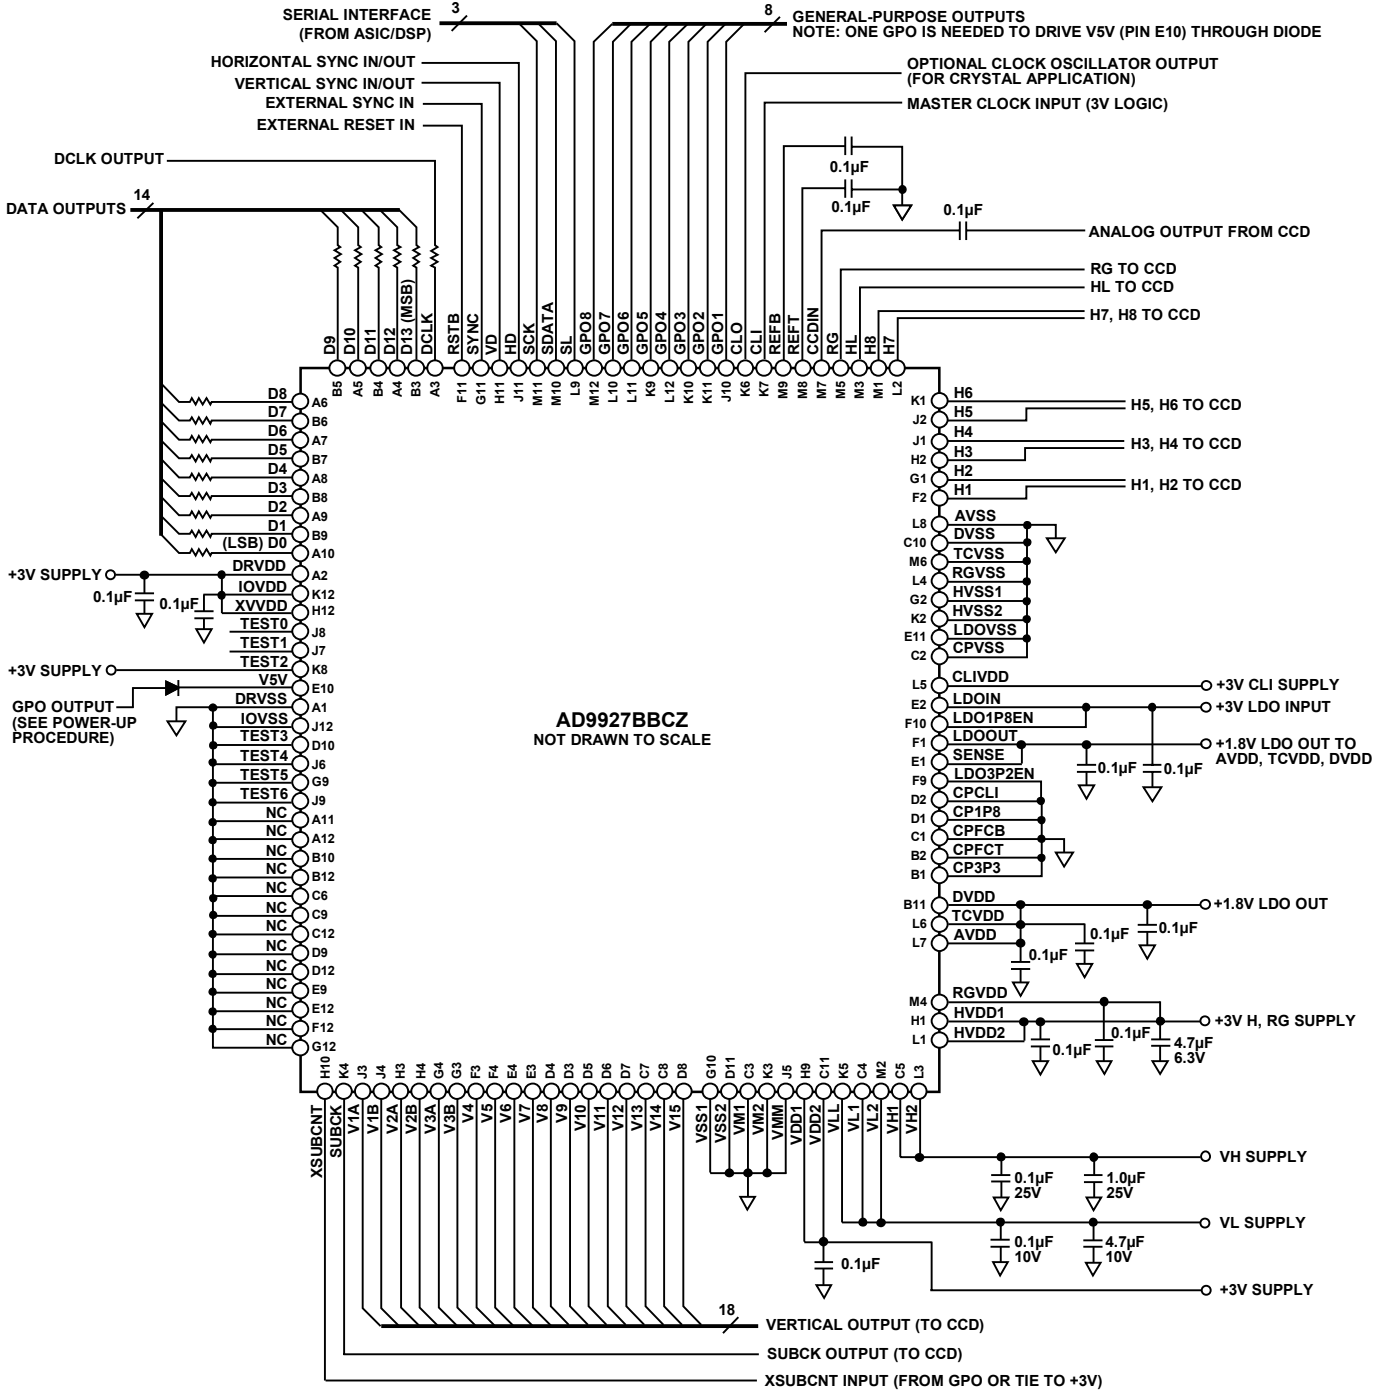 SERIAL INTERFACE
(FROM ASIC/DSP)
3
8
GENERAL-PURPOSE OUTPUTS
NOTE: ONE GPO IS NEEDED TO DRIVE V5V (PIN E10) THROUGH DIODE
HORIZONTAL SYNC IN/OUT
OPTIONAL CLOCK OSCILLATOR OUTPUT
(FOR CRYSTAL APPLICATION)
VERTICAL SYNC IN/OUT
EXTERNAL SYNC IN
MASTER CLOCK INPUT (3V LOGIC)
EXTERNAL RESET IN
DCLK OUTPUT
0.1µF
0.1µF
DATA OUTPUTS
14
0.1µF
ANALOG OUTPUT FROM CCD
RG TO CCD
HL TO CCD
H7, H8 TO CCD
D9
D10
D11
D12
D13 (MSB)
DCLK
RSTB
SYNC
VD
HD
SCK
SDATA
SL
GPO8
GPO7
GPO6
GPO5
GPO4
GPO3
GPO2
GPO1
CLO
CLI
REFB
REFT
CCDIN
RG
HL
H8
H7
B5
A5
B4
A4
B3
A3
F11
G11
H11
J11
M11
M10
L9
M12
L10
L11
K9
L12
K10
K11
J10
K6
K7
M9
M8
M7
M5
M3
M1
L2
D8 A6
D7 B6
D6 A7
D5 B7
D4 A8
D3 B8
D2 A9
D1 B9
(LSB) D0 A10
+3V SUPPLY
DRVDD A2
0.1µF
0.1µF
IOVDD K12
XVVDD H12
TEST0 J8
TEST1 J7
+3V SUPPLY
TEST2 K8
V5V E10
GPO OUTPUT
(SEE POWER-UP
PROCEDURE)
DRVSS A1
IOVSS J12
TEST3 D10
TEST4 J6
TEST5 G9
TEST6 J9
NC A11
NC A12
NC B10
NC B12
NC C6
NC C9
NC C12
NC D9
NC D12
NC E9
NC E12
NC F12
NC G12
AD9927BBCZ
NOT DRAWN TO SCALE
K1 H6
J2 H5
H5, H6 TO CCD
J1 H4
H2 H3
H3, H4 TO CCD
G1 H2
F2 H1
H1, H2 TO CCD
L8 AVSS
C10 DVSS
M6 TCVSS
L4 RGVSS
G2 HVSS1
K2 HVSS2
E11 LDOVSS
C2 CPVSS
L5 CLIVDD
+3V CLI SUPPLY
E2 LDOIN
+3V LDO INPUT
F10 LDO1P8EN
F1 LDOOUT
+1.8V LDO OUT TO
AVDD, TCVDD, DVDD
E1 SENSE
0.1µF
0.1µF
F9 LDO3P2EN
D2 CPCLI
D1 CP1P8
C1 CPFCB
B2 CPFCT
B1 CP3P3
B11 DVDD
+1.8V LDO OUT
L6 TCVDD
L7 AVDD
0.1µF
0.1µF
0.1µF
M4 RGVDD
H1 HVDD1
+3V H, RG SUPPLY
L1 HVDD2
0.1µF
0.1µF
4.7µF
6.3V
H10
K4
J3
J4
H3
H4
G4
G3
F3
F4
E4
E3
D4
D3
D5
D6
D7
C7
C8
D8
G10
D11
C3
K3
J5
H9
C11
K5
C4
M2
C5
L3
XSUBCNT
SUBCK
V1A
V1B
V2A
V2B
V3A
V3B
V4
V5
V6
V7
V8
V9
V10
V11
V12
V13
V14
V15
VSS1
VSS2
VM1
VM2
VMM
VDD1
VDD2
VLL
VL1
VL2
VH1
VH2
VH SUPPLY
0.1µF
25V
1.0µF
25V
VL SUPPLY
0.1µF
10V
4.7µF
10V
0.1µF
+3V SUPPLY
18
VERTICAL OUTPUT (TO CCD)
SUBCK OUTPUT (TO CCD)
XSUBCNT INPUT (FROM GPO OR TIE TO +3V)